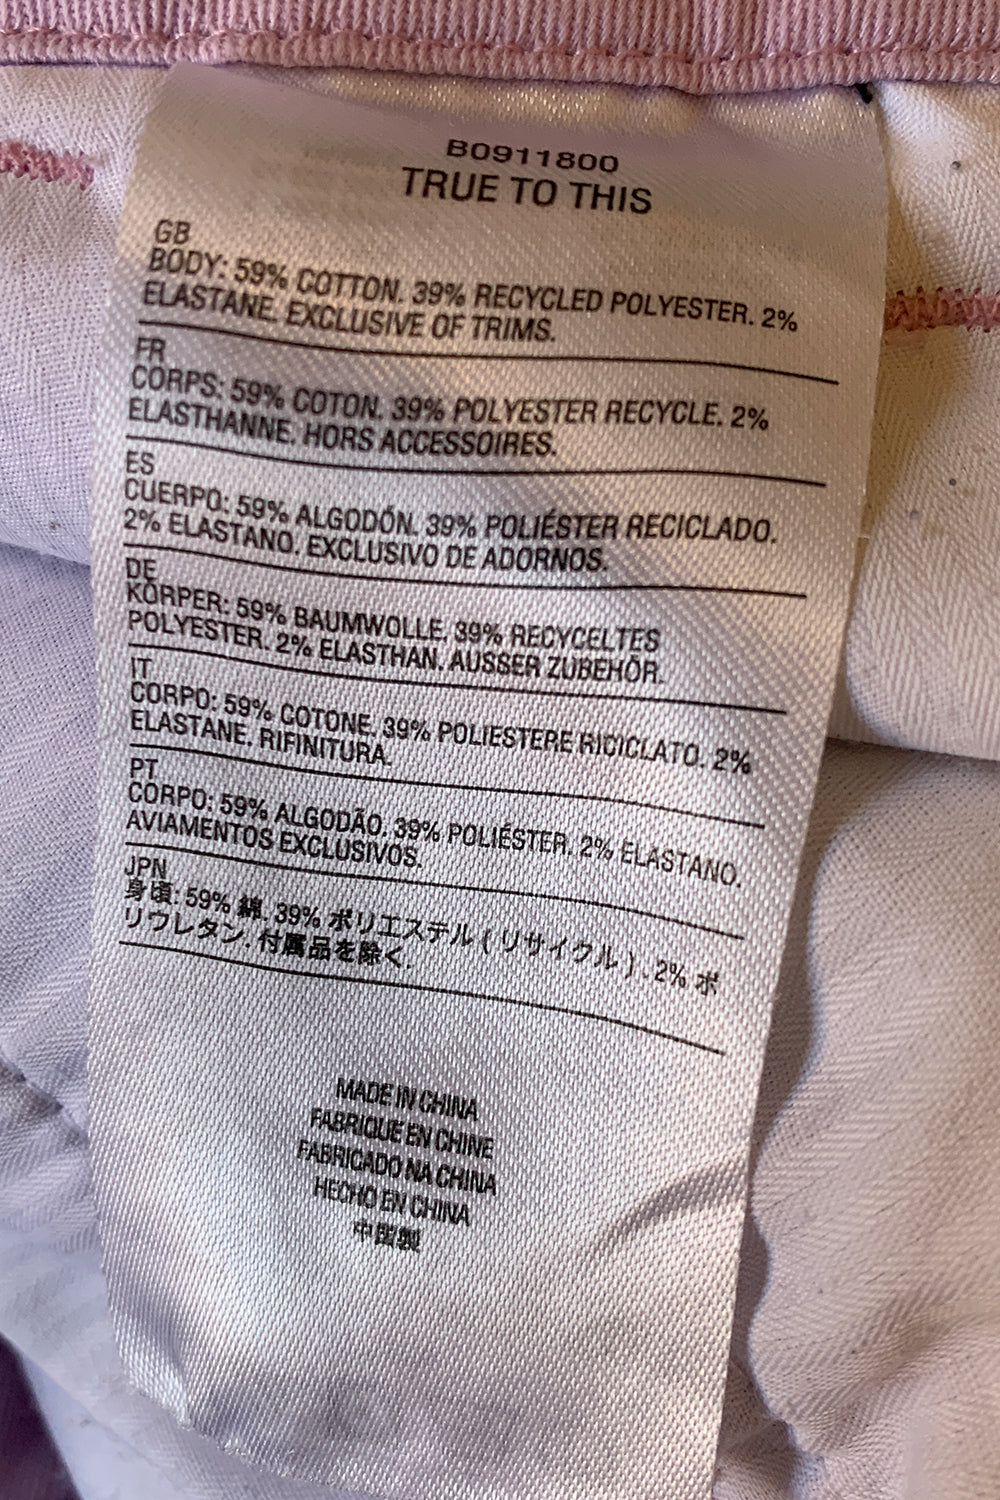 B0911800
TRUE TO THIS
GB
BODY: 59% COTTON. 39% RECYCLED POLYESTER. 2%
ELASTANE. EXCLUSIVE OF TRIMS.
FR
CORPS: 59% COTON. 39% POLYESTER RECYCLE. 2%
ELASTHANNE. HORS ACCESSOIRES.
ES
CUERPO: 59% ALGODÓN. 39% POLIÉSTER RECICLADO.
2% ELASTANO. EXCLUSIVO DE ADORNOS.
DE
KÖRPER: 59% BAUMWOLLE. 39% RECYCELTES
POLYESTER. 2% ELASTHAN. AUSSER ZUBEHÖR.
IT
CORPO: 59% COTONE. 39% POLIESTERE RICICLATO. 2%
ELASTANE. RIFINITURA.
PT
CORPO: 59% ALGODÃO. 39% POLIÉSTER. 2% ELASTANO.
AVIAMENTOS EXCLUSIVOS.
JPN
身頃: 59% 綿. 39% ポリエステル ( リサイクル ) . 2% ポ
リウレタン. 付属品を除く.
MADE IN CHINA
FABRIQUE EN CHINE
FABRICADO NA CHINA
HECHO EN CHINA
中国製